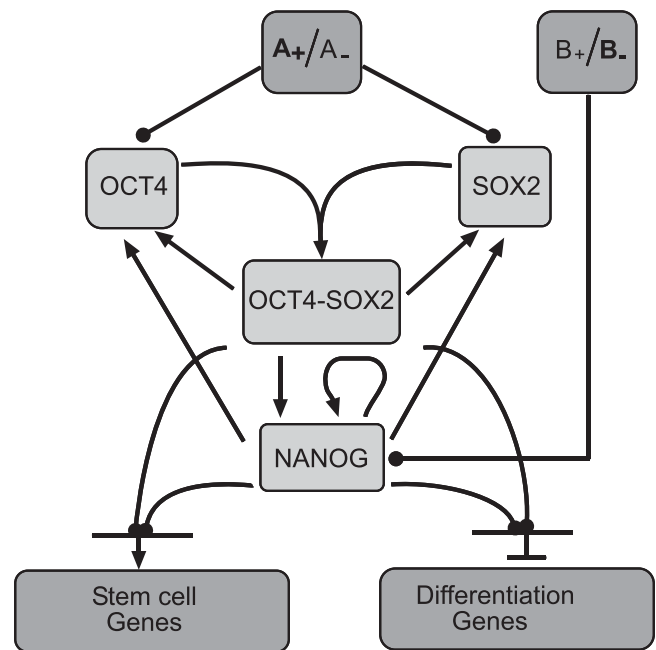 A+/A-
B+/B-
OCT4
SOX2
OCT4-SOX2
NANOG
Stem cell
Genes
Differentiation
Genes